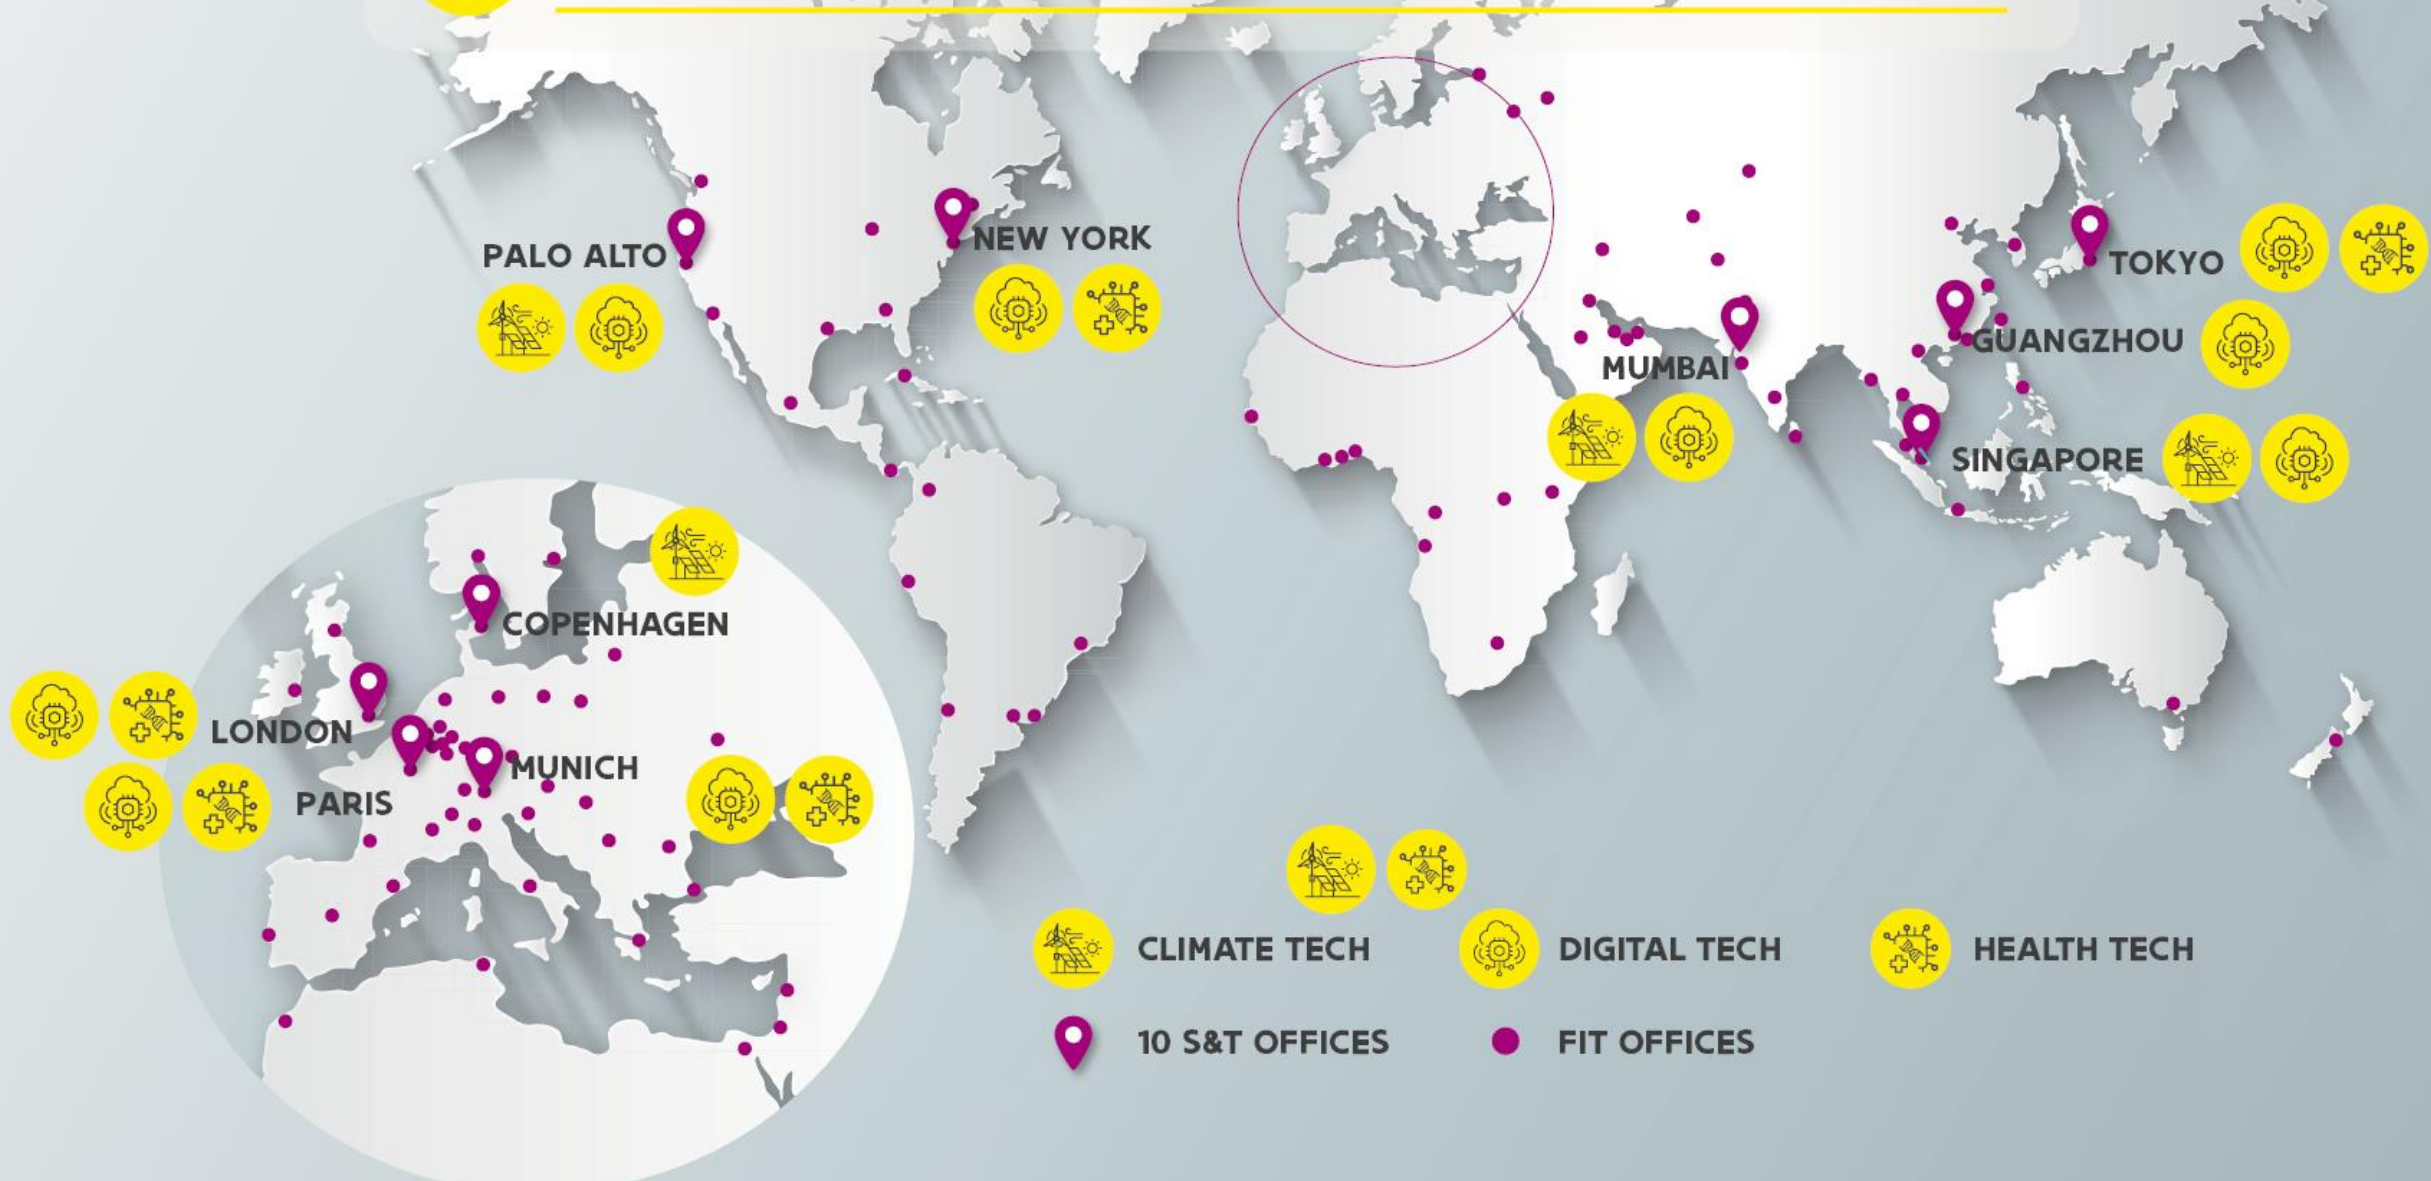 NEW YORK
PALO ALTO
TOKYO
GUANGZHOU
MUMBAI
SINGAPORE
COPENHAGEN
LONDON
MUNICH
PARIS
CLIMATE TECH
DIGITAL TECH
HEALTH TECH
10 S&T OFFICES
FIT OFFICES